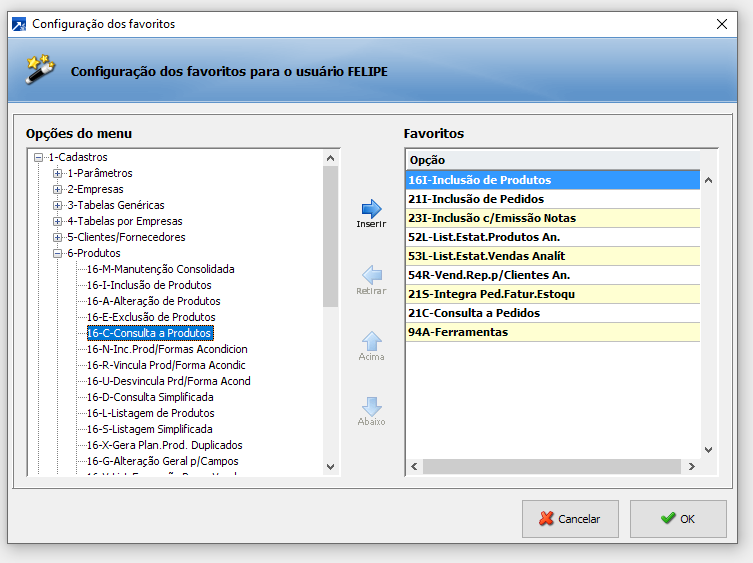 Configuração dos favoritos
Configuração dos favoritos para o usuário FELIPE
Opções do menu
1-Cadastros
1-Parâmetros
2-Empresas
3-Tabelas Genéricas
4-Tabelas por Empresas
5-Clientes/Fornecedores
6-Produtos
16-M-Manutenção Consolidada
16-I-Inclusão de Produtos
16-A-Alteração de Produtos
16-E-Exclusão de Produtos
16-C-Consulta a Produtos
16-N-Inc.Prod/Formas Acondicion
16-R-Vincula Prod/Forma Acondic
16-U-Desvincula Prd/Forma Acond
16-D-Consulta Simplificada
16-L-Listagem de Produtos
16-S-Listagem Simplificada
16-X-Gera Plan.Prod. Duplicados
16-G-Alteração Geral p/Campos
Inserir
Retirar
Acima
Abaixo
Favoritos
Opção
16I-Inclusão de Produtos
21I-Inclusão de Pedidos
23I-Inclusão c/Emissão Notas
52L-List.Estat.Produtos An.
53L-List.Estat.Vendas Analít
54R-Vend.Rep.p/Clientes An.
21S-Integra Ped.Fatur.Estoqu
21C-Consulta a Pedidos
94A-Ferramentas
Cancelar
OK